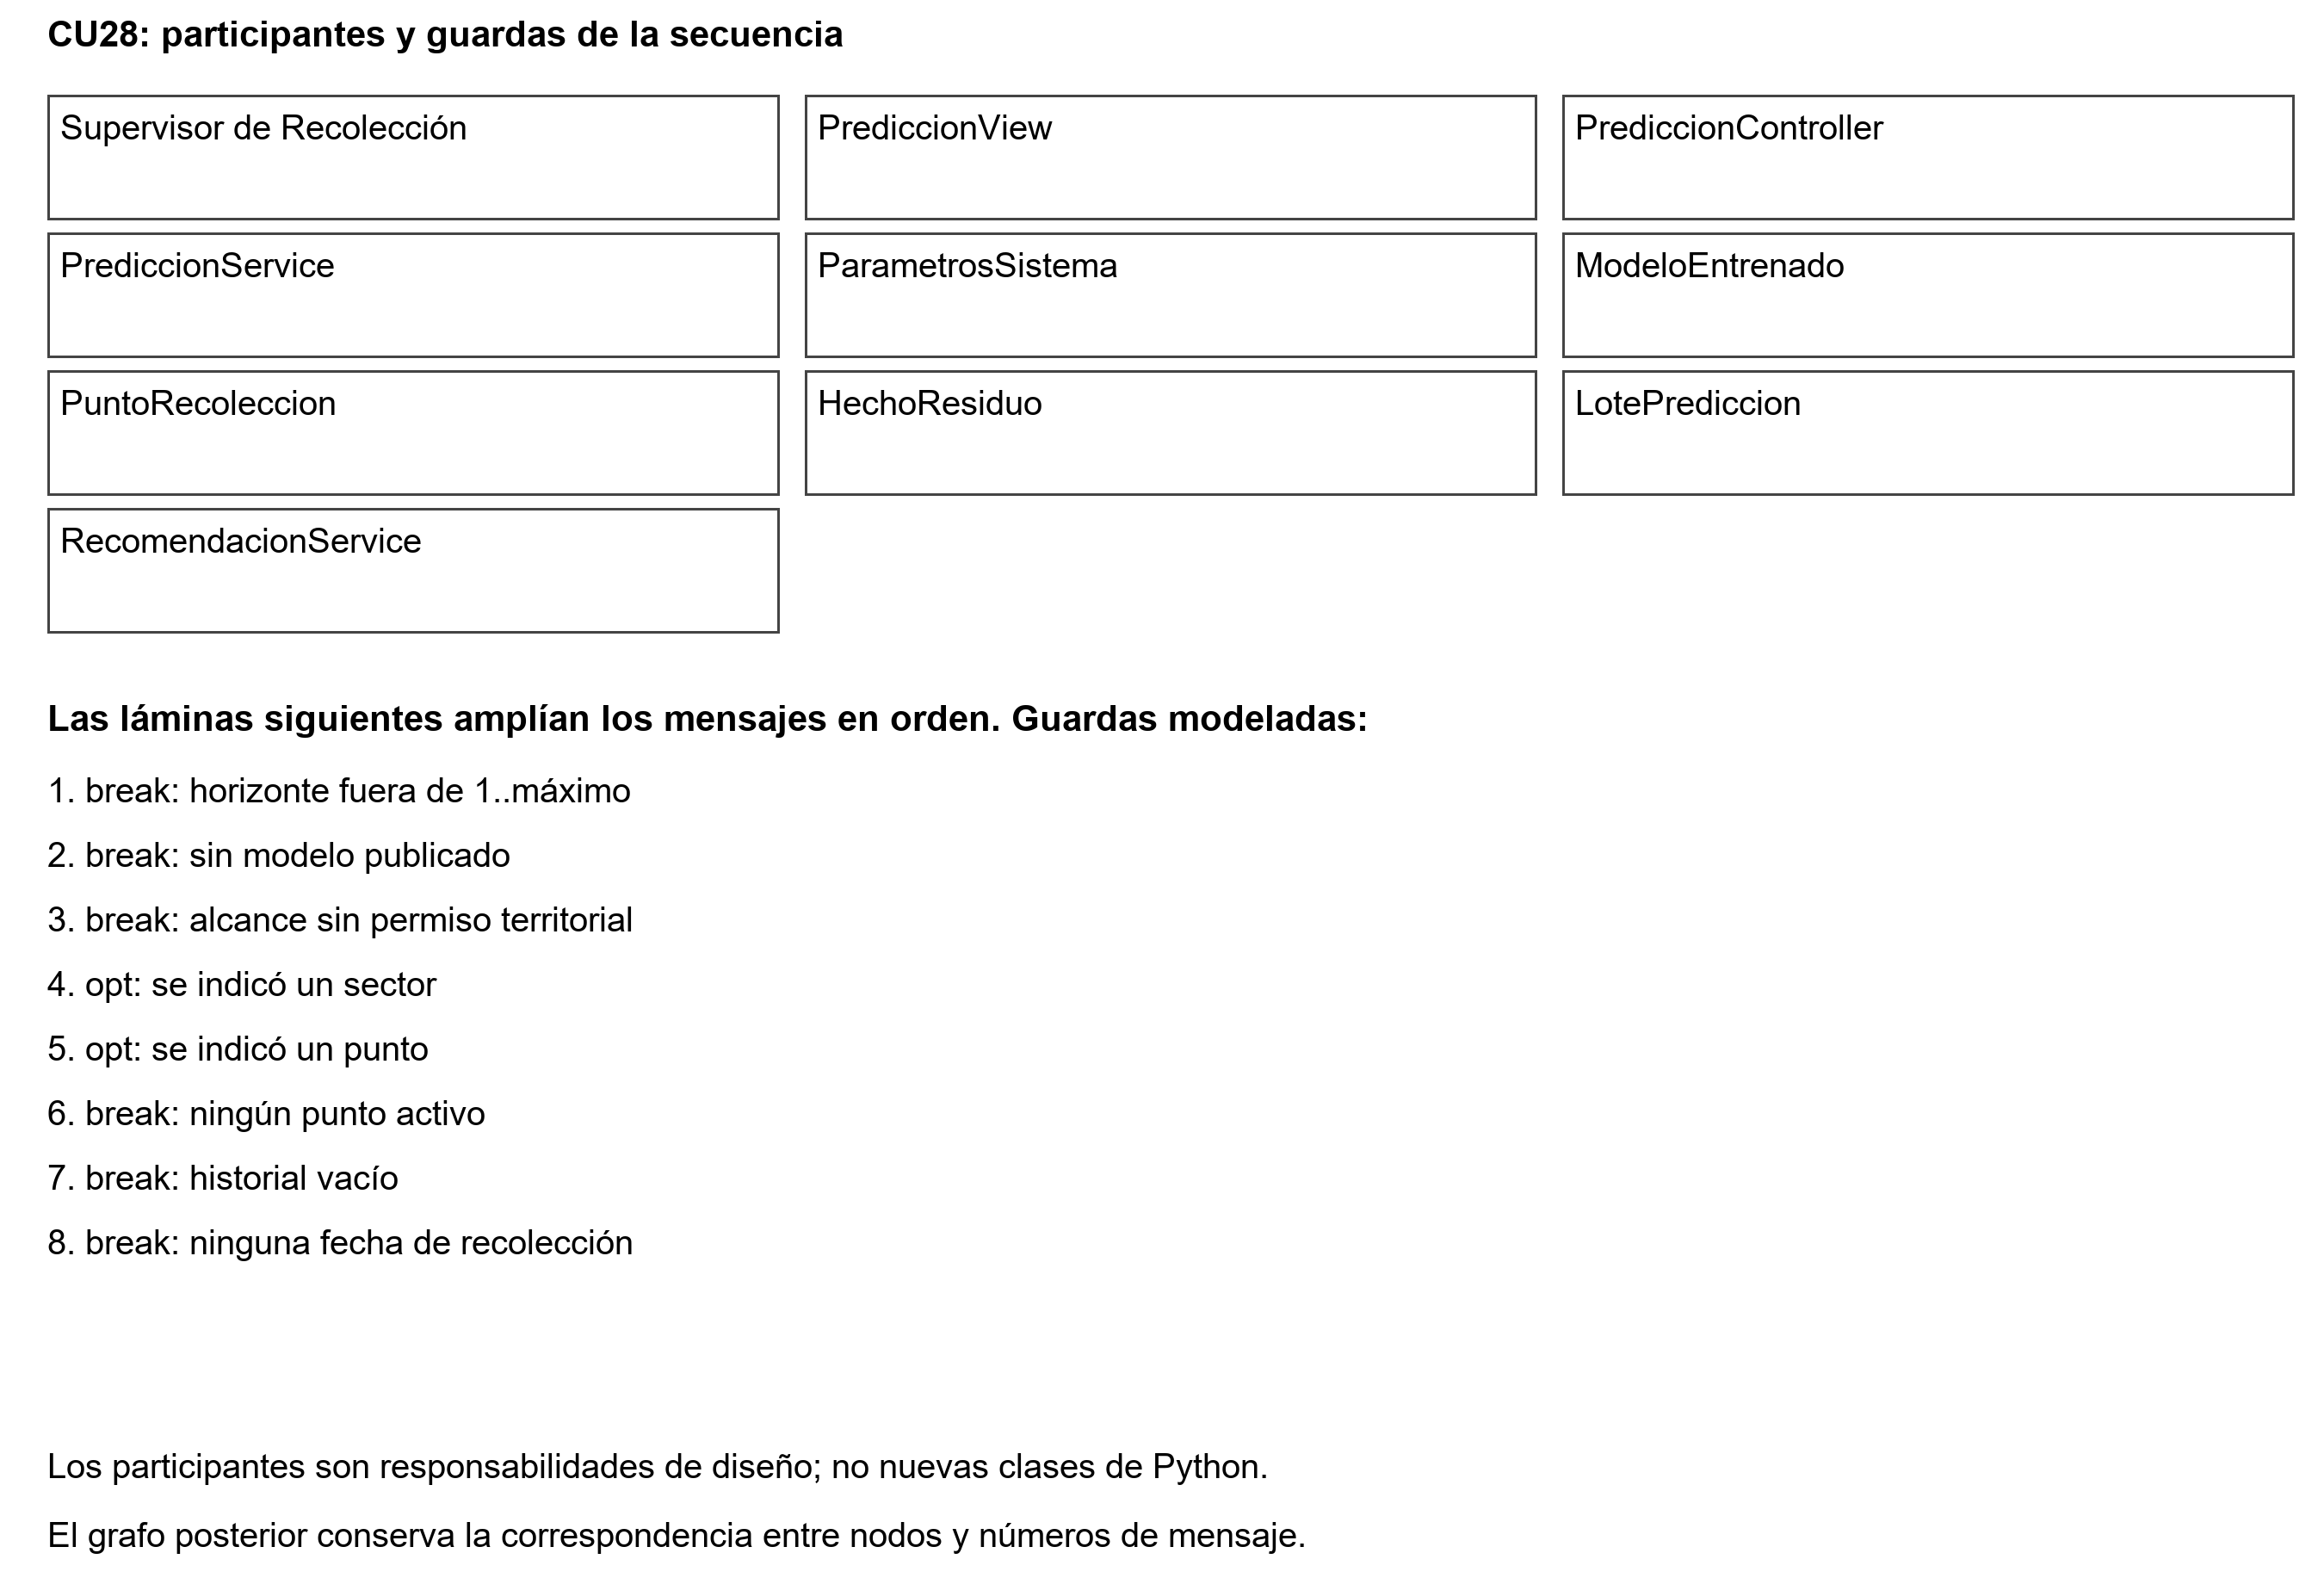 CU28: participantes y guardas de la secuencia
Supervisor de Recolección
PrediccionView
PrediccionController
PrediccionService
ParametrosSistema
ModeloEntrenado
PuntoRecoleccion
HechoResiduo
LotePrediccion
RecomendacionService
Las láminas siguientes amplían los mensajes en orden. Guardas modeladas:
1. break: horizonte fuera de 1..máximo
2. break: sin modelo publicado
3. break: alcance sin permiso territorial
4. opt: se indicó un sector
5. opt: se indicó un punto
6. break: ningún punto activo
7. break: historial vacío
8. break: ninguna fecha de recolección
Los participantes son responsabilidades de diseño; no nuevas clases de Python.
El grafo posterior conserva la correspondencia entre nodos y números de mensaje.